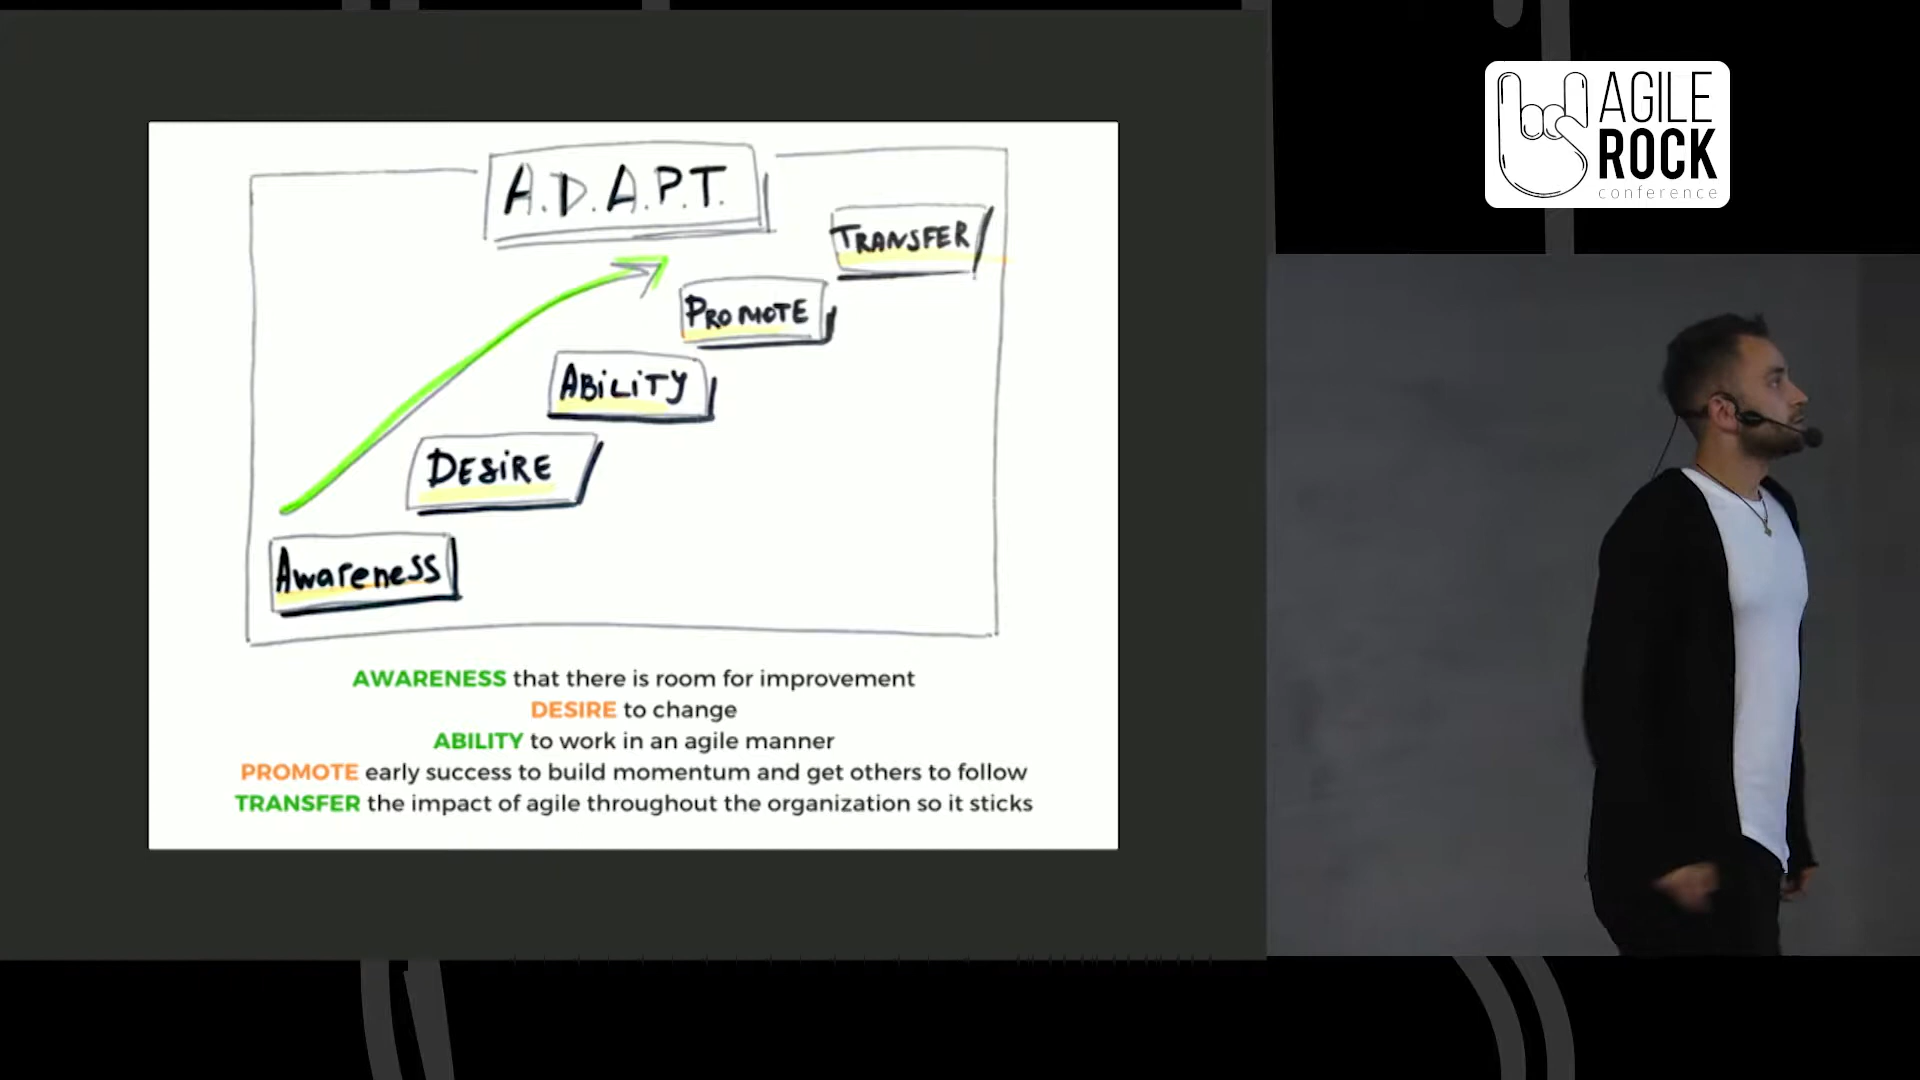 A.D.A.P.T.
TRANSFER
PROMOTE
ABILITY
DESIRE
Awareness
AWARENESS that there is room for improvement
DESIRE to change
ABILITY to work in an agile manner
PROMOTE early success to build momentum and get others to follow
TRANSFER the impact of agile throughout the organization so it sticks
AGILE
ROCK
conference